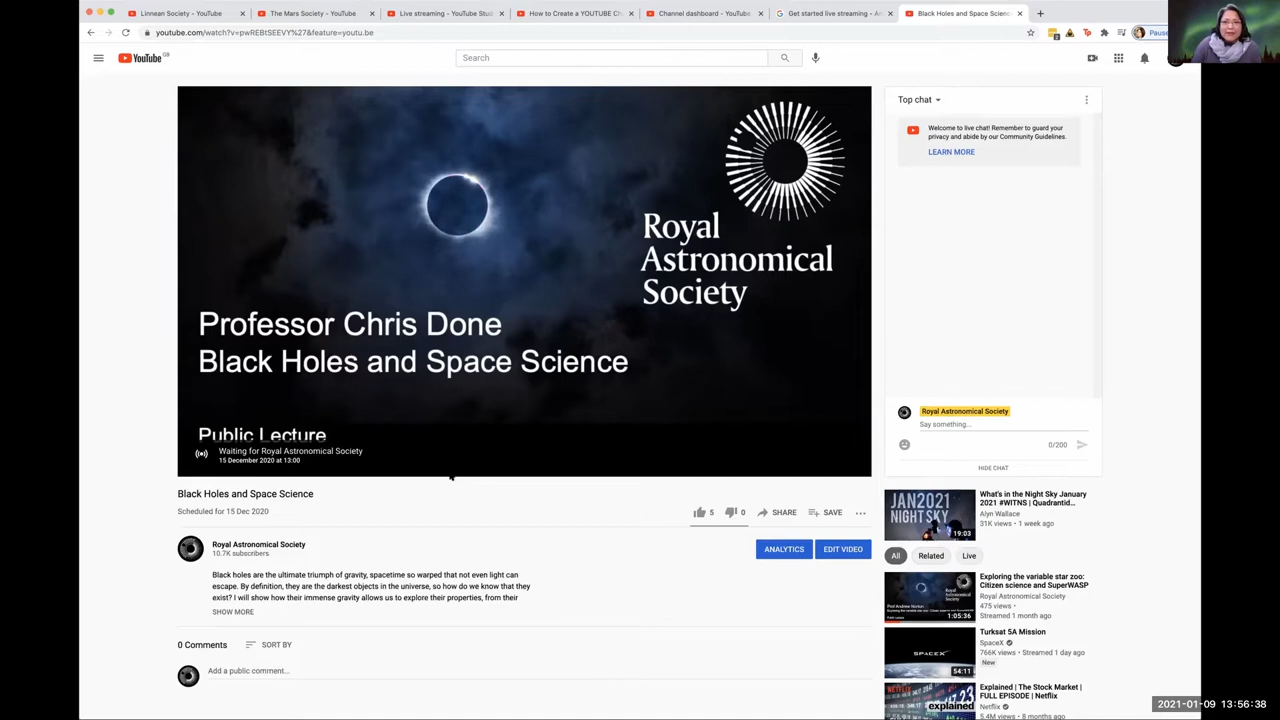 Linnean Society - YouTube
The Mars Society - YouTube
Live streaming - YouTube Stud
How to Create a YOUTUBE Ch
Channel dashboard - YouTube
Get started live streaming - An
Black Holes and Space Scienc
youtube.com/watch?v=pwREBtSEEVY%27&feature=youtu.be
Paused
YouTube GB
Search
Royal
Astronomical
Society
Professor Chris Done
Black Holes and Space Science
Public Lecture
Waiting for Royal Astronomical Society
15 December 2020 at 13:00
Top chat
Welcome to live chat! Remember to guard your
privacy and abide by our Community Guidelines.
LEARN MORE
Royal Astronomical Society
Say something...
0/200
HIDE CHAT
Black Holes and Space Science
Scheduled for 15 Dec 2020
5 0 SHARE SAVE
Royal Astronomical Society
10.7K subscribers
ANALYTICS EDIT VIDEO
Black holes are the ultimate triumph of gravity, spacetime so warped that not even light can
escape. By definition, they are the darkest objects in the universe, so how do we know that they
exist? I will show how their immense gravity allows us to explore their properties, from their
SHOW MORE
0 Comments SORT BY
Add a public comment...
JAN2021
NIGHT SKY
19:03
What's in the Night Sky January
2021 #WITNS | Quadrantid...
Alyn Wallace
31K views • 1 week ago
All Related Live
1:05:36
Exploring the variable star zoo:
Citizen science and SuperWASP
Royal Astronomical Society
475 views •
Streamed 1 month ago
SPACEX
54:11
Turksat 5A Mission
SpaceX
766K views • Streamed 1 day ago
New
NETFLIX
explained
Explained | The Stock Market |
FULL EPISODE | Netflix
Netflix
5.4M views • 8 months ago
2021-01-09 13:56:38